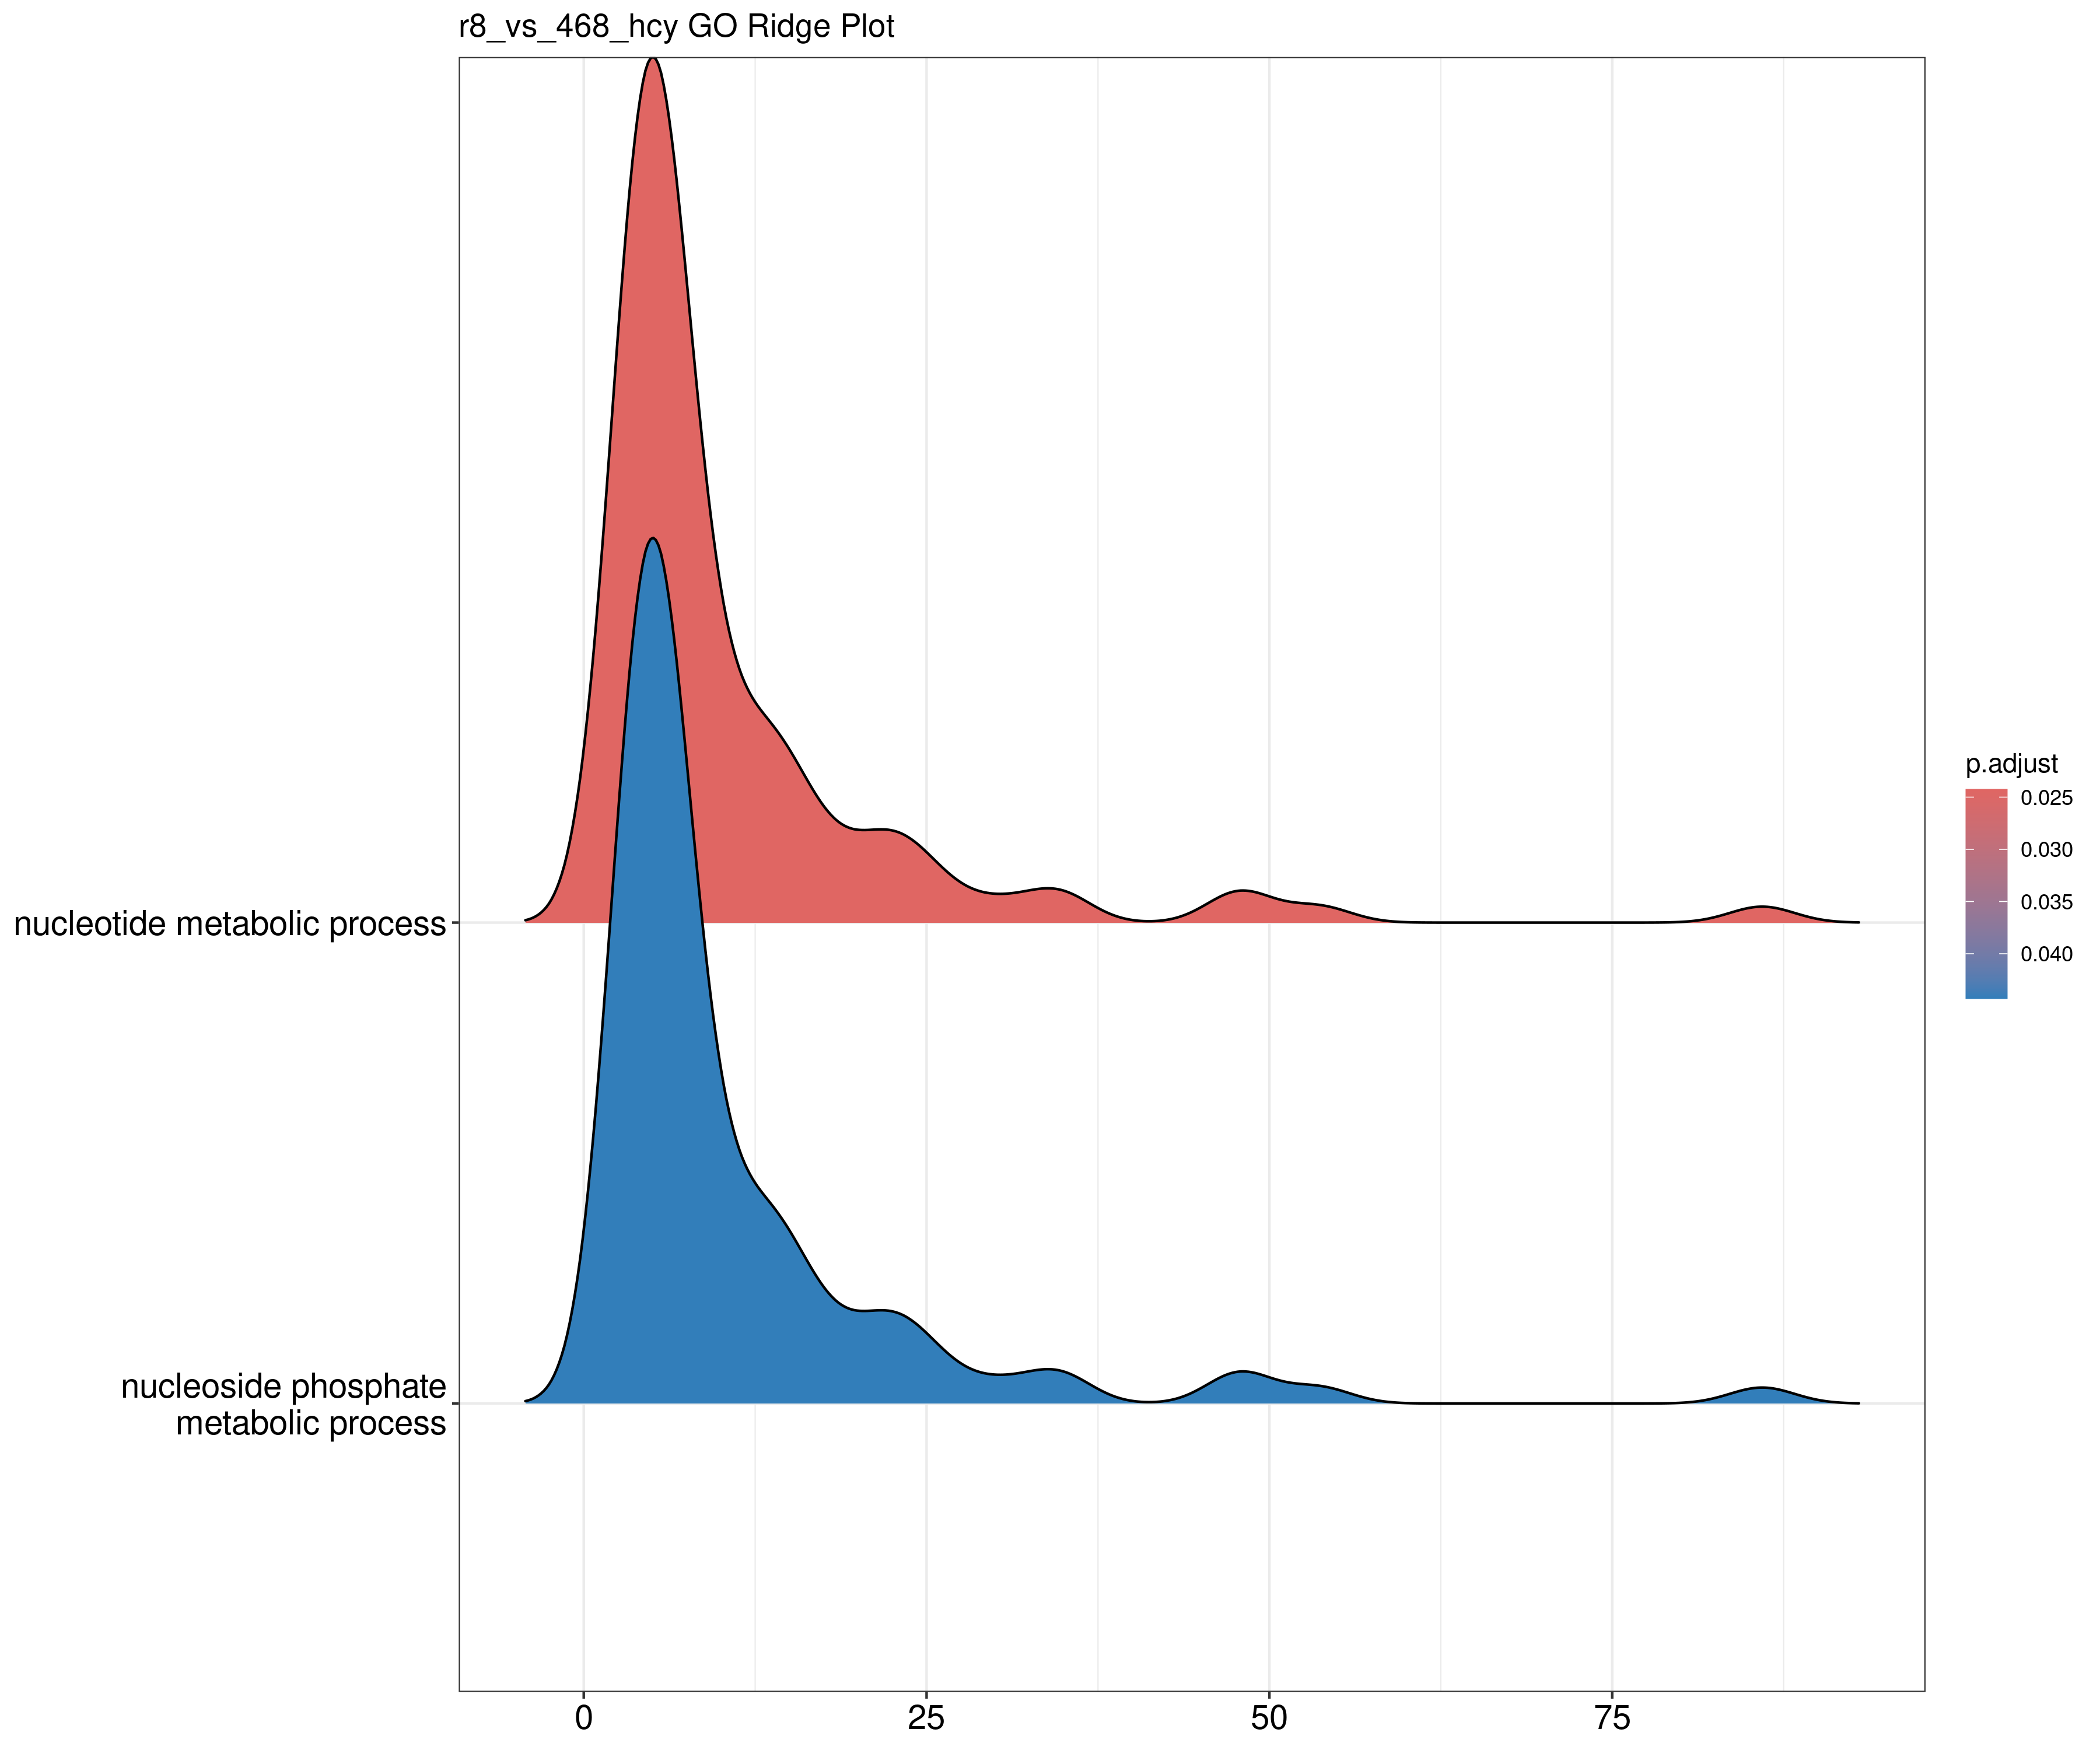 r8_vs_468_hcy GO Ridge Plot
nucleotide metabolic process
nucleoside phosphate
metabolic process
0
25
50
75
p.adjust
0.025
0.030
0.035
0.040